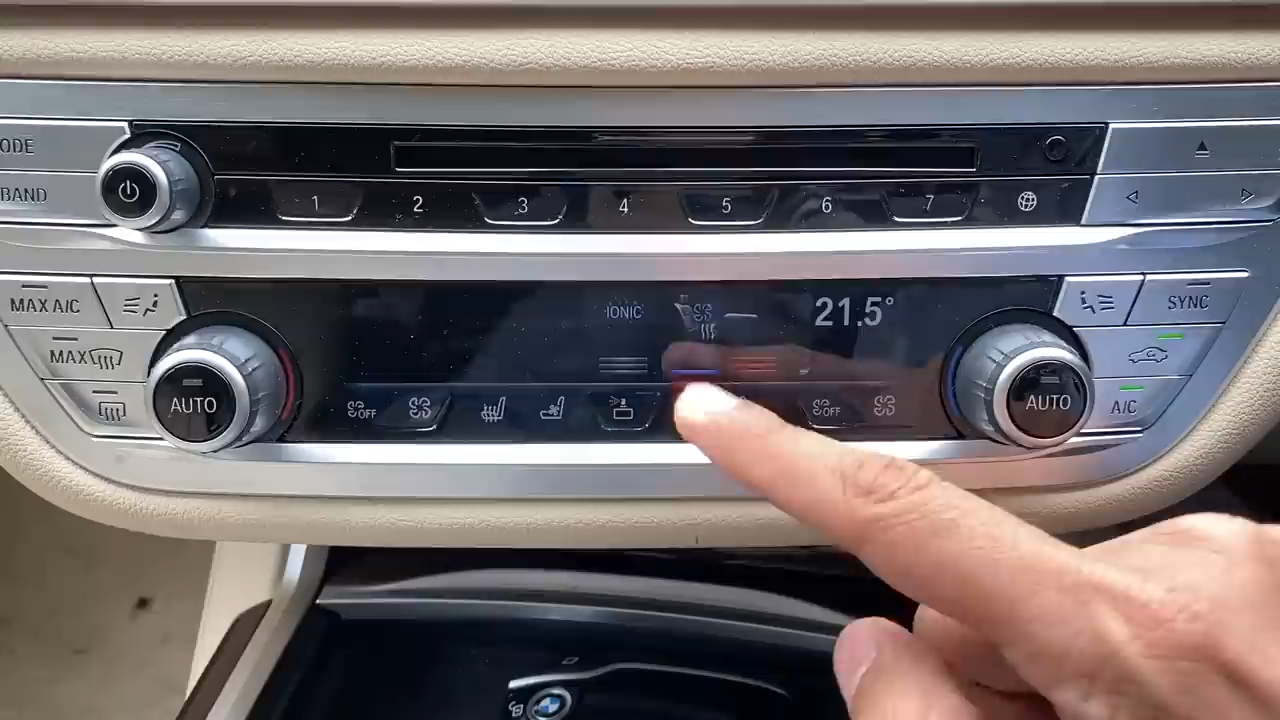 ODE
BAND
1 2 3 4 5 6 7
MAX A/C
IONIC
21.5°
SYNC
MAX
AUTO
OFF
OFF
AUTO
A/C